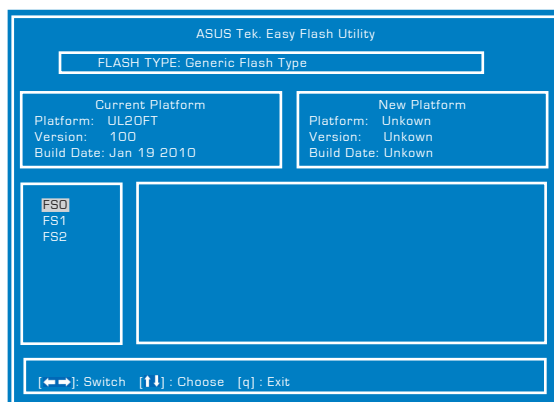 ASUS Tek. Easy Flash Utility
FLASH TYPE: Generic Flash Type
Current Platform
Platform: UL20FT
Version: 100
Build Date: Jan 19 2010
New Platform
Platform: Unkown
Version: Unkown
Build Date: Unkown
FS0
FS1
FS2
[⬅➡]: Switch [⬆⬇] : Choose [q] : Exit